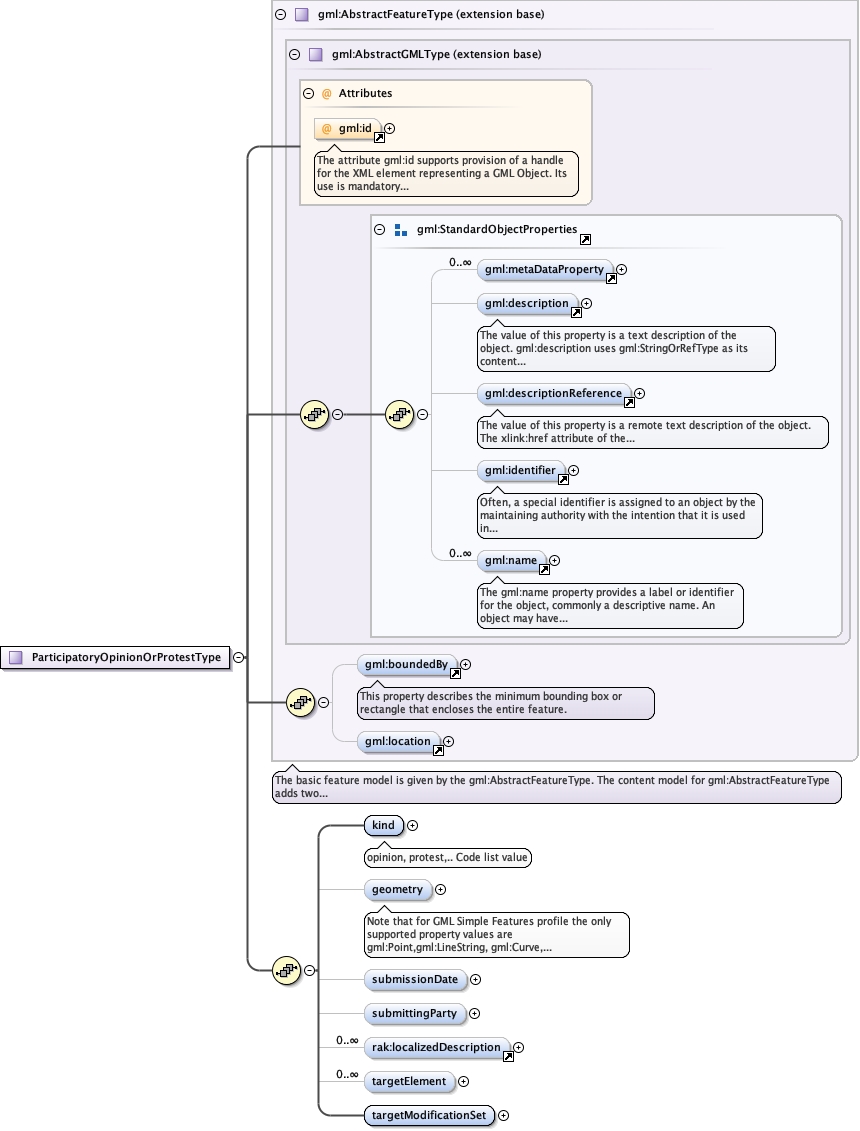 gml:AbstractFeatureType (extension base)
gml:AbstractGMLType (extension base)
@ Attributes
@ gml:id
The attribute gml:id supports provision of a handle
for the XML element representing a GML Object. Its
use is mandatory...
gml:StandardObjectProperties
0..∞
gml:metaDataProperty
gml:description
The value of this property is a text description of the
object. gml:description uses gml:StringOrRefType as its
content...
gml:descriptionReference
The value of this property is a remote text description of the object.
The xlink:href attribute of the...
gml:identifier
Often, a special identifier is assigned to an object by the
maintaining authority with the intention that it is used
in...
0..∞
gml:name
The gml:name property provides a label or identifier
for the object, commonly a descriptive name. An
object may have...
ParticipatoryOpinionOrProtestType
gml:boundedBy
This property describes the minimum bounding box or
rectangle that encloses the entire feature.
gml:location
The basic feature model is given by the gml:AbstractFeatureType. The content model for gml:AbstractFeatureType
adds two...
kind
opinion, protest,.. Code list value
geometry
Note that for GML Simple Features profile the only
supported property values are
gml:Point,gml:LineString, gml:Curve,...
submissionDate
submittingParty
0..∞
rak:localizedDescription
0..∞
targetElement
targetModificationSet